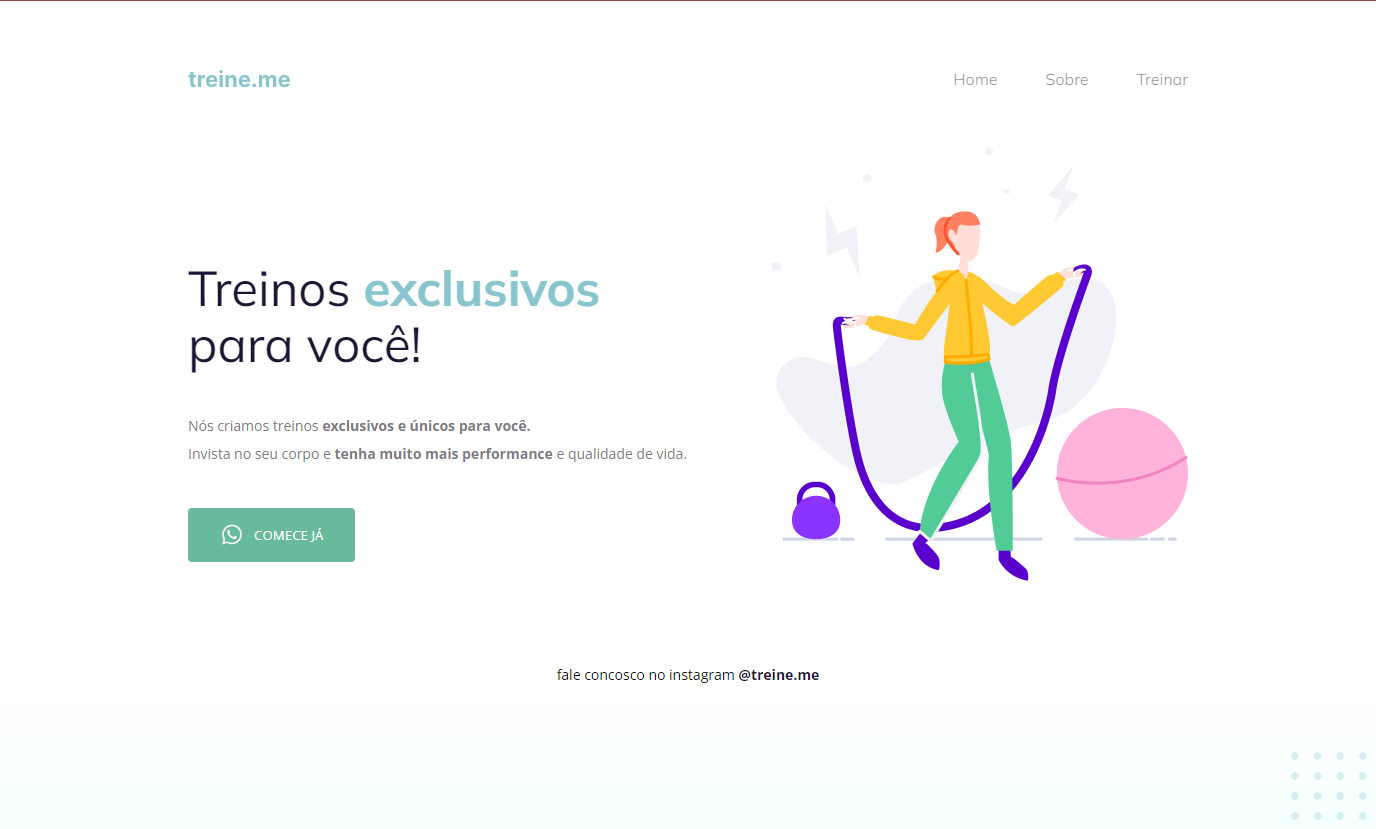 treine.me
Home Sobre Treinar
Treinos exclusivos
para você!
Nós criamos treinos exclusivos e únicos para você.
Invista no seu corpo e tenha muito mais performance e qualidade de vida.
COMECE JÁ
fale concosco no instagram @treine.me